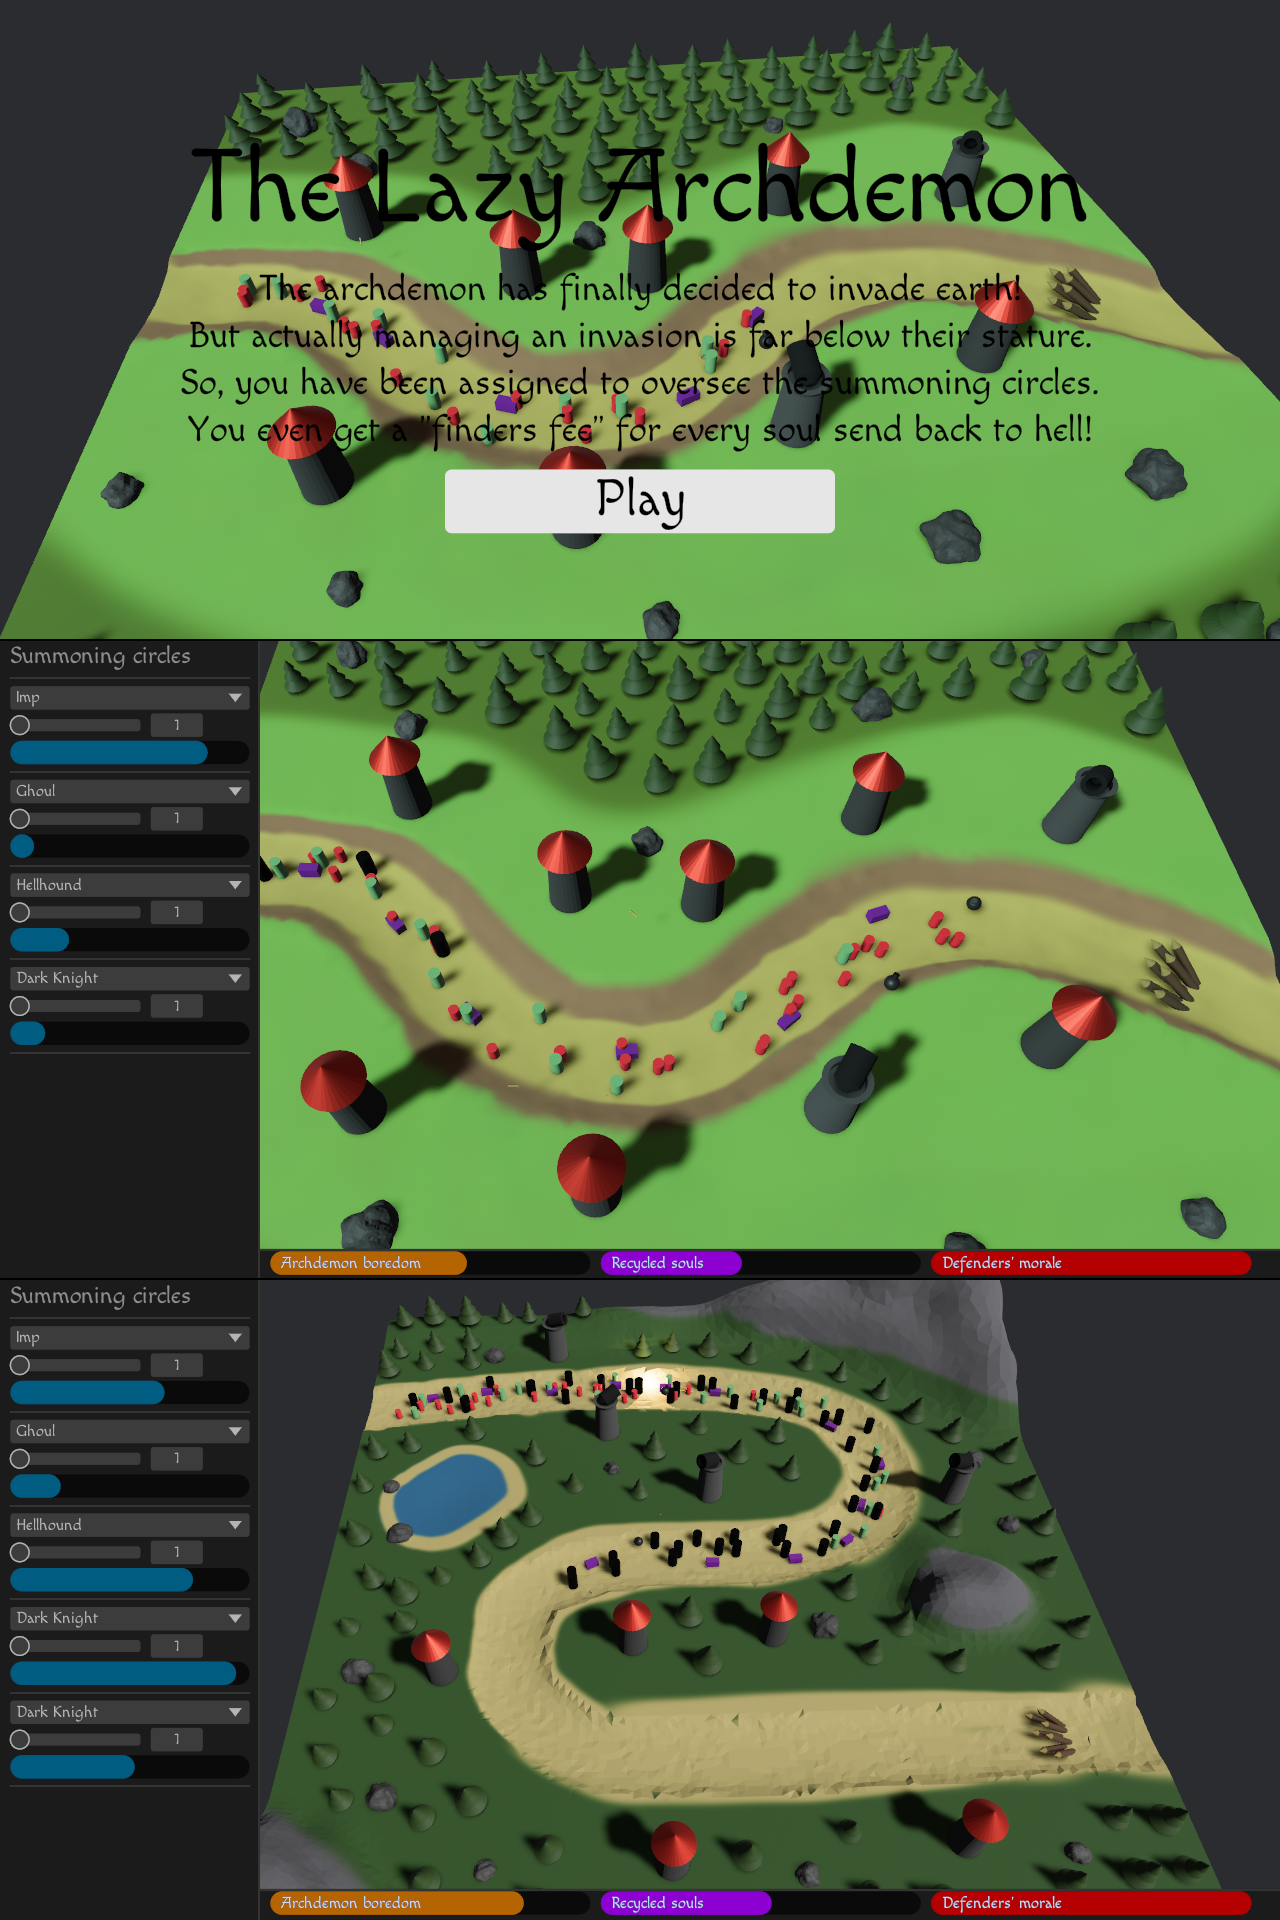 The Lazy Archdemon
The archdemon has finally decided to invade earth!
But actually managing an invasion is far below their stature.
So, you have been assigned to oversee the summoning circles.
You even get a "finders fee" for every soul send back to hell!
Play
Summoning circles
Imp
1
Ghoul
1
Hellhound
1
Dark Knight
1
Archdemon boredom
Recycled souls
Defenders' morale
Summoning circles
Imp
1
Ghoul
1
Hellhound
1
Dark Knight
1
Dark Knight
1
Archdemon boredom
Recycled souls
Defenders' morale